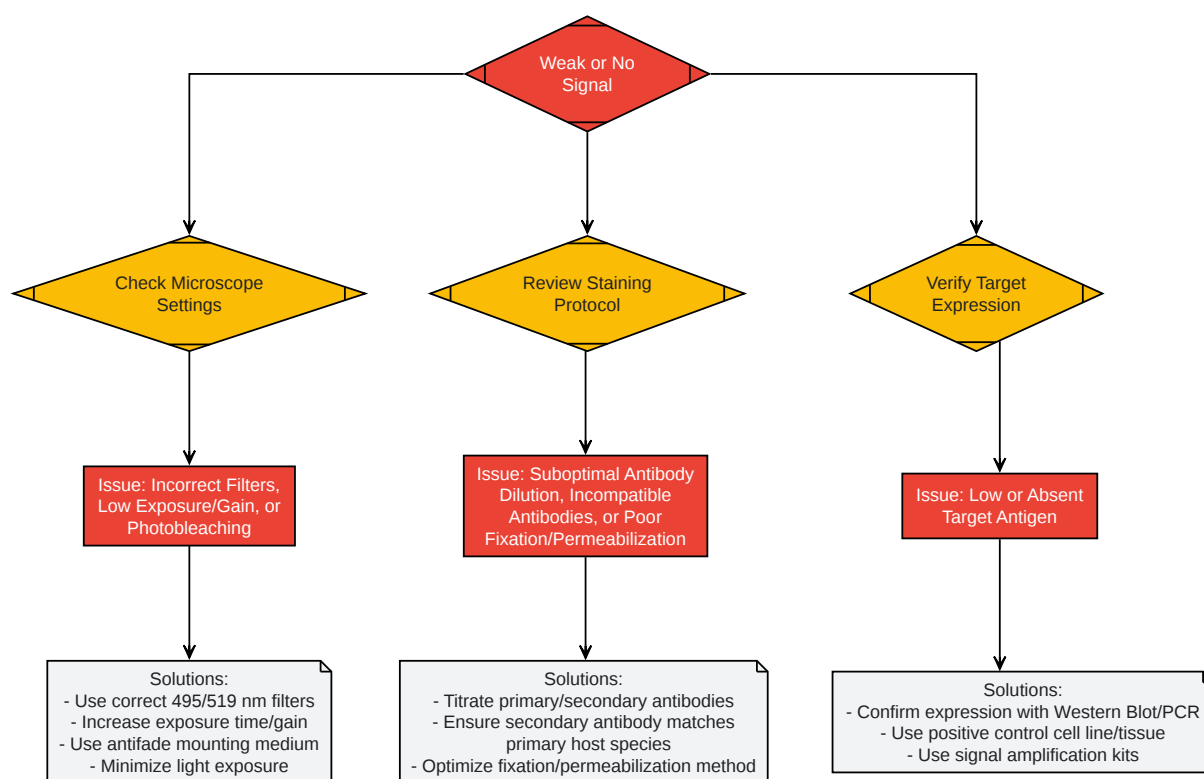 Weak or No
Signal
Check Microscope
Settings
Review Staining
Protocol
Verify Target
Expression
Issue: Incorrect Filters,
Low Exposure/Gain, or
Photobleaching
Issue: Suboptimal Antibody
Dilution, Incompatible
Antibodies, or Poor
Fixation/Permeabilization
Issue: Low or Absent
Target Antigen
Solutions:
- Use correct 495/519 nm filters
- Increase exposure time/gain
- Use antifade mounting medium
- Minimize light exposure
Solutions:
- Titrate primary/secondary antibodies
- Ensure secondary antibody matches
primary host species
- Optimize fixation/permeabilization method
Solutions:
- Confirm expression with Western Blot/PCR
- Use positive control cell line/tissue
- Use signal amplification kits